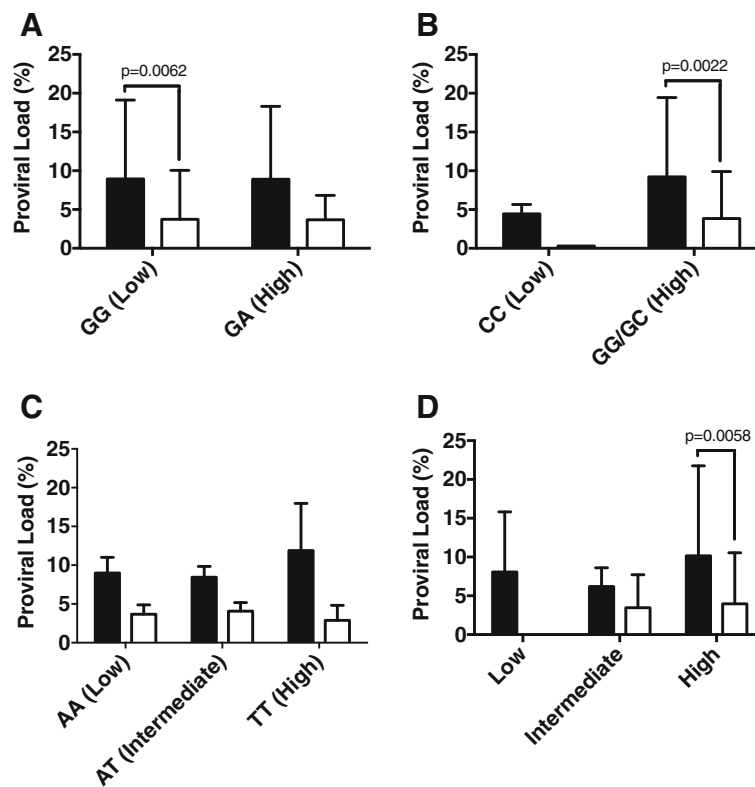 A
Proviral Load (%)
25
20
15
10
5
0
p=0.0062
GG (Low)
GA (High)
B
Proviral Load (%)
25
20
15
10
5
0
p=0.0022
CC (Low)
GG/GC (High)
C
Proviral Load (%)
25
20
15
10
5
0
AA (Low)
AT (Intermediate)
TT (High)
D
Proviral Load (%)
25
20
15
10
5
0
p=0.0058
Low
Intermediate
High